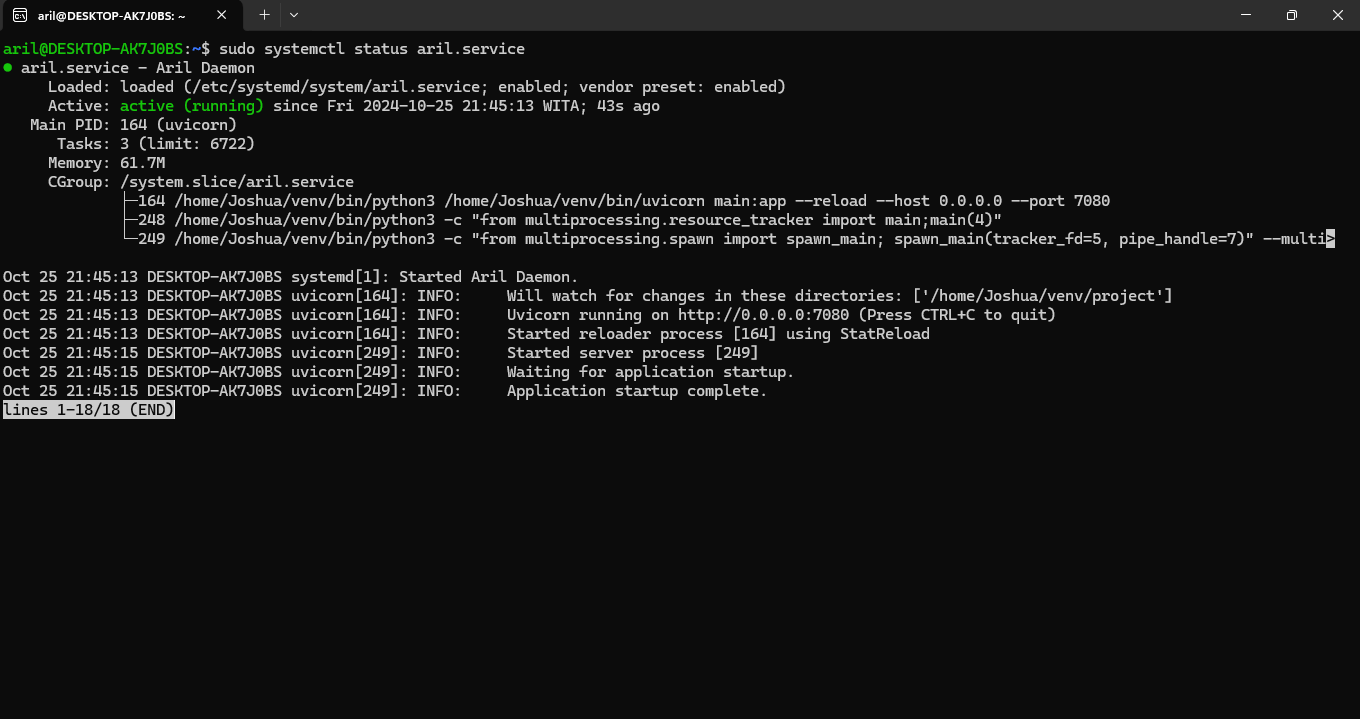 aril@DESKTOP-AK7J0BS: ~
aril@DESKTOP-AK7J0BS:~$ sudo systemctl status aril.service
● aril.service - Aril Daemon
     Loaded: loaded (/etc/systemd/system/aril.service; enabled; vendor preset: enabled)
     Active: active (running) since Fri 2024-10-25 21:45:13 WITA; 43s ago
   Main PID: 164 (uvicorn)
      Tasks: 3 (limit: 6722)
     Memory: 61.7M
     CGroup: /system.slice/aril.service
             ├─164 /home/Joshua/venv/bin/python3 /home/Joshua/venv/bin/uvicorn main:app --reload --host 0.0.0.0 --port 7080
             ├─248 /home/Joshua/venv/bin/python3 -c "from multiprocessing.resource_tracker import main;main(4)"
             └─249 /home/Joshua/venv/bin/python3 -c "from multiprocessing.spawn import spawn_main; spawn_main(tracker_fd=5, pipe_handle=7)" --multi>
Oct 25 21:45:13 DESKTOP-AK7J0BS systemd[1]: Started Aril Daemon.
Oct 25 21:45:13 DESKTOP-AK7J0BS uvicorn[164]: INFO:     Will watch for changes in these directories: ['/home/Joshua/venv/project']
Oct 25 21:45:13 DESKTOP-AK7J0BS uvicorn[164]: INFO:     Uvicorn running on http://0.0.0.0:7080 (Press CTRL+C to quit)
Oct 25 21:45:13 DESKTOP-AK7J0BS uvicorn[164]: INFO:     Started reloader process [164] using StatReload
Oct 25 21:45:15 DESKTOP-AK7J0BS uvicorn[249]: INFO:     Started server process [249]
Oct 25 21:45:15 DESKTOP-AK7J0BS uvicorn[249]: INFO:     Waiting for application startup.
Oct 25 21:45:15 DESKTOP-AK7J0BS uvicorn[249]: INFO:     Application startup complete.
lines 1-18/18 (END)